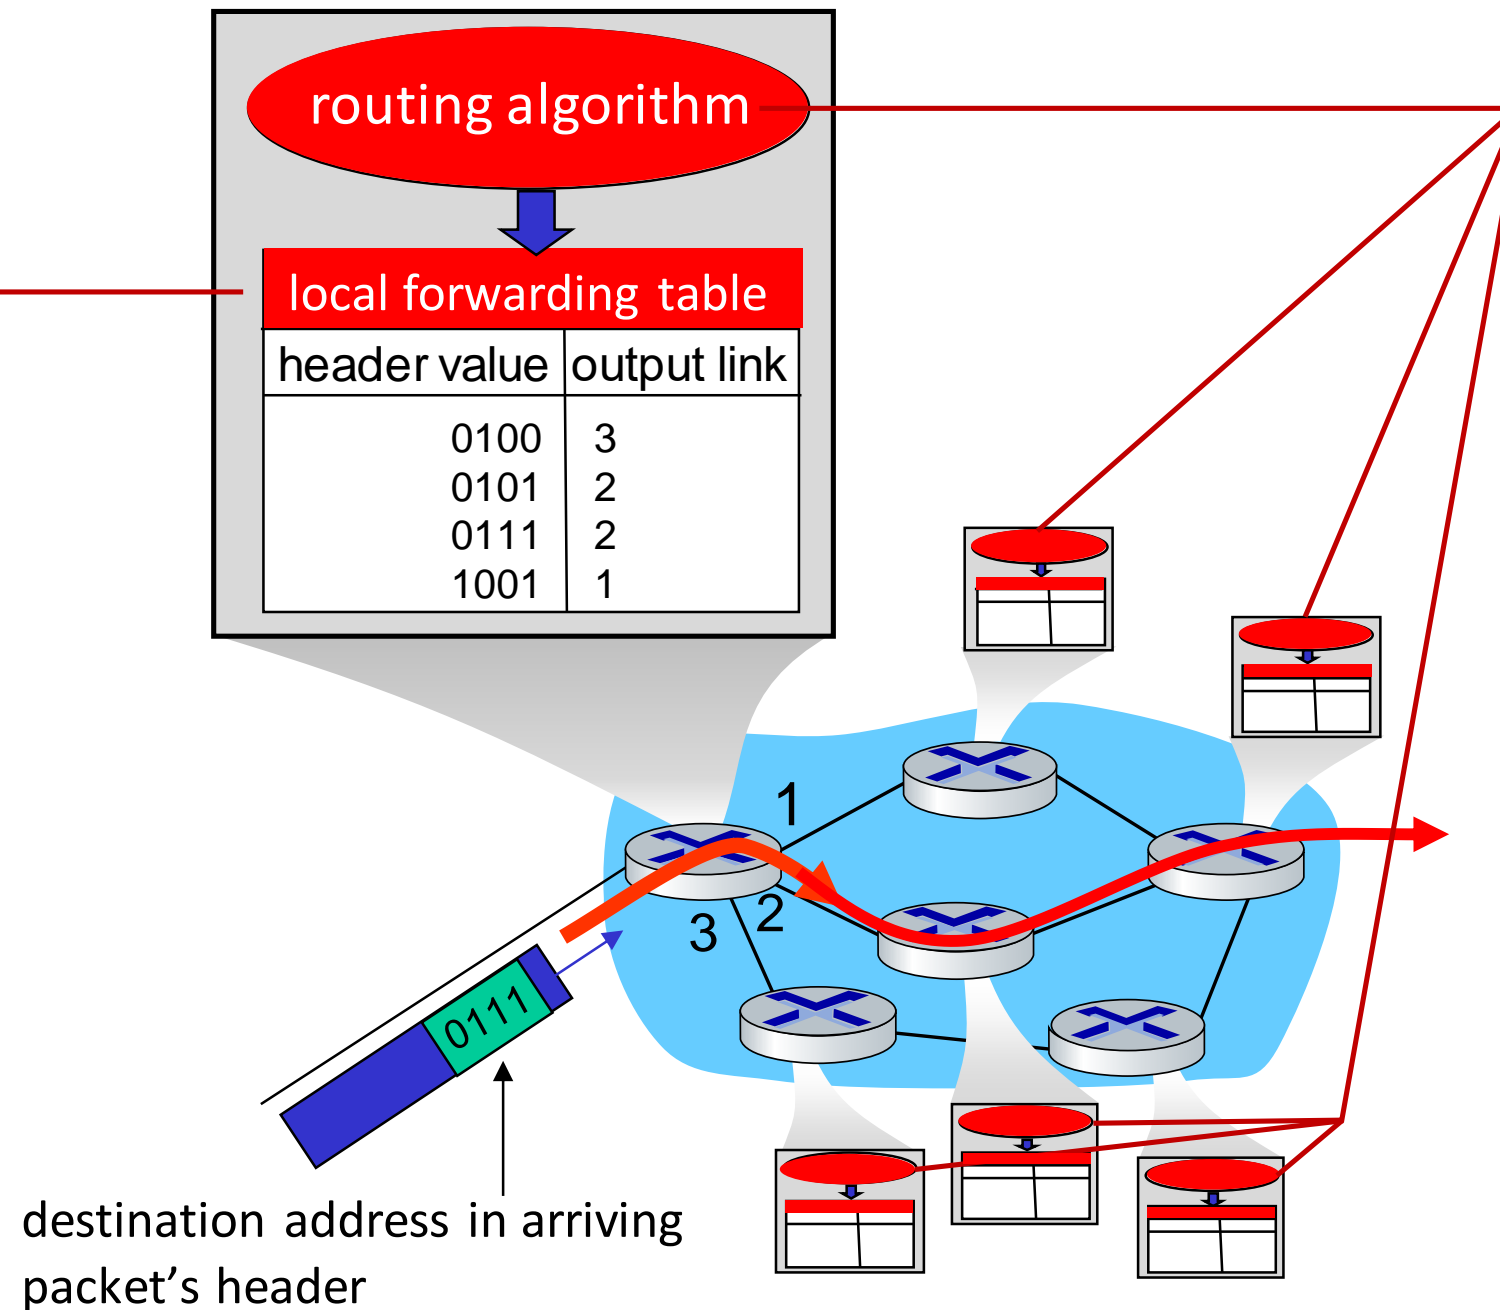 routing algorithm
local forwarding table
header value output link
0100 3
0101 2
0111 2
1001 1
1
2
3
0111
destination address in arriving
packet’s header